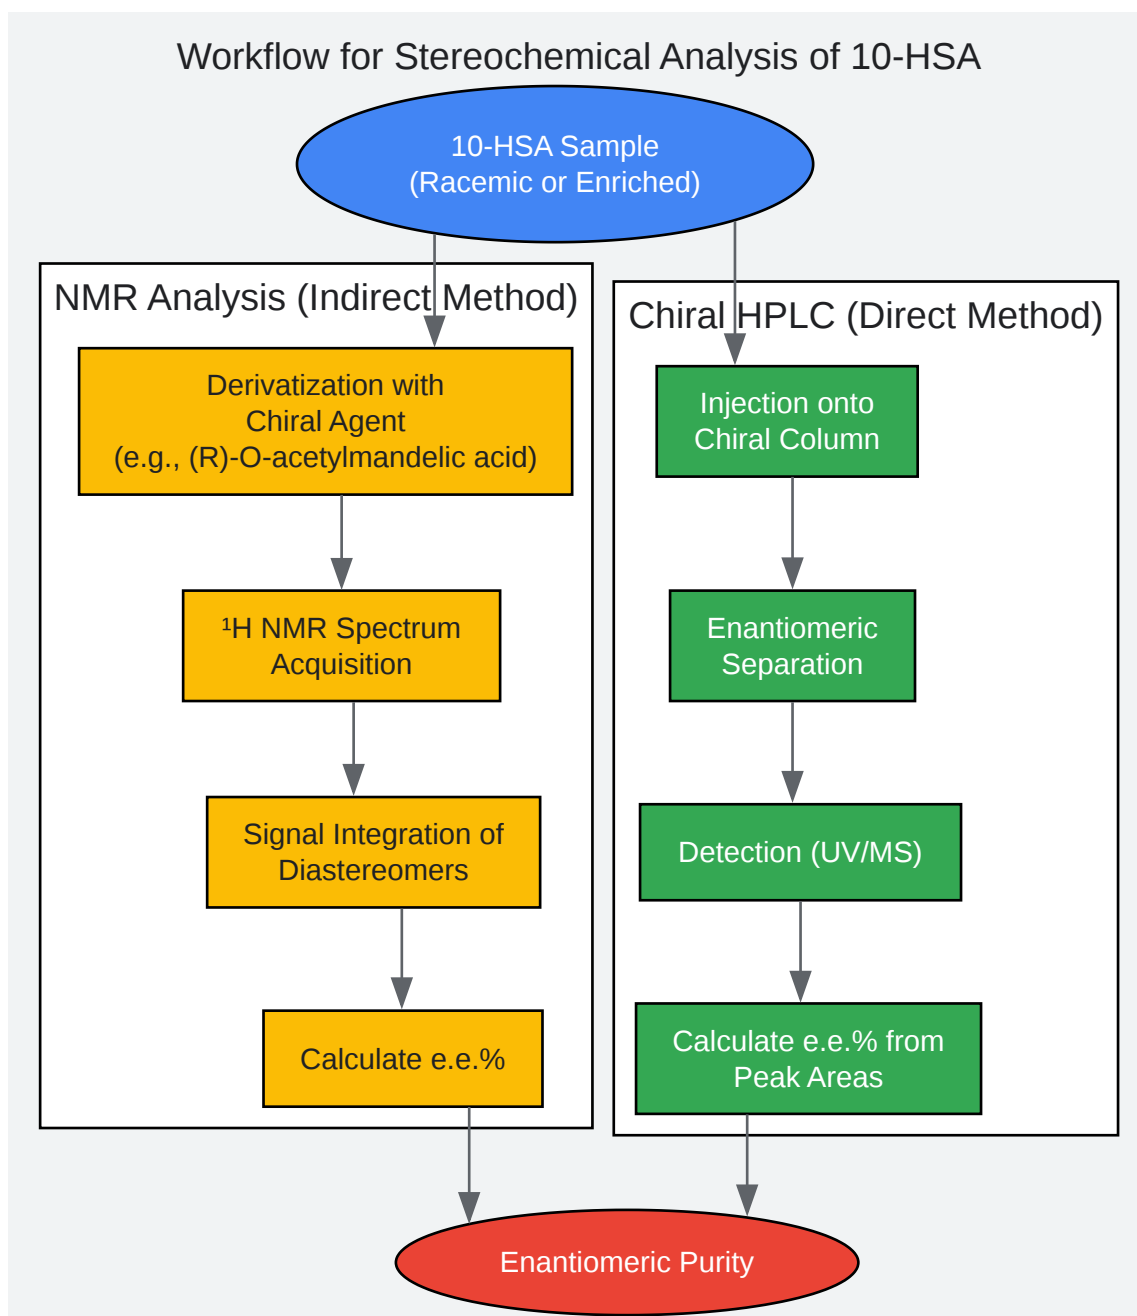 Workflow for Stereochemical Analysis of 10-HSA
10-HSA Sample
(Racemic or Enriched)
NMR Analysis (Indirect Method)
Derivatization with
Chiral Agent
(e.g., (R)-O-acetylmandelic acid)
¹H NMR Spectrum
Acquisition
Signal Integration of
Diastereomers
Calculate e.e.%
Chiral HPLC (Direct Method)
Injection onto
Chiral Column
Enantiomeric
Separation
Detection (UV/MS)
Calculate e.e.% from
Peak Areas
Enantiomeric Purity